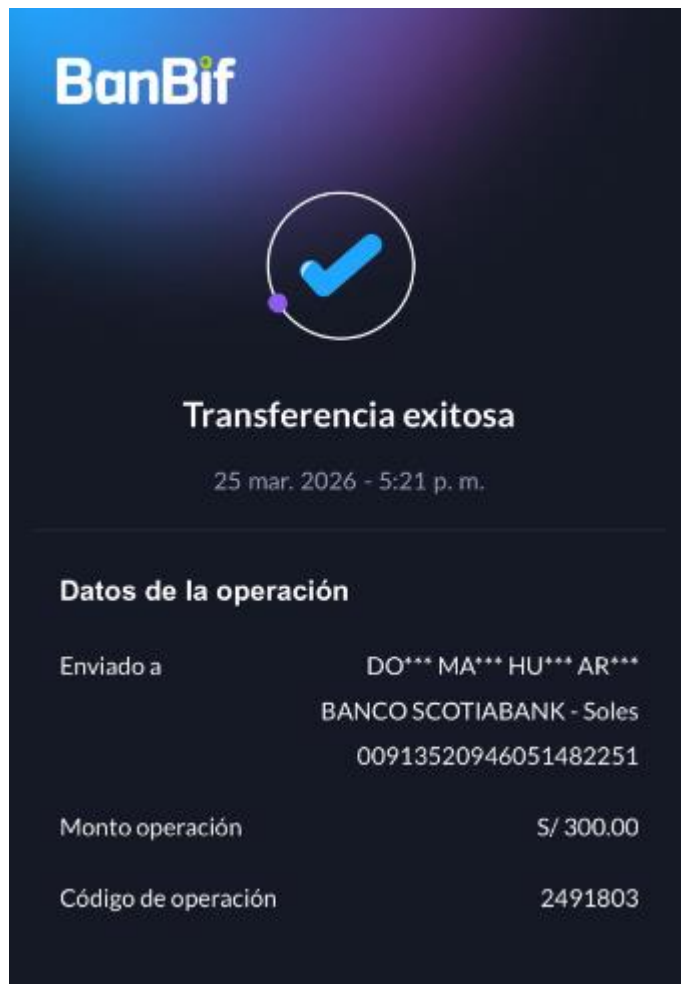 BanBif
Transferencia exitosa
25 mar. 2026 - 5:21 p. m.
Datos de la operación
Enviado a DO*** MA*** HU*** AR***
BANCO SCOTIABANK - Soles
00913520946051482251
Monto operación S/ 300.00
Código de operación 2491803